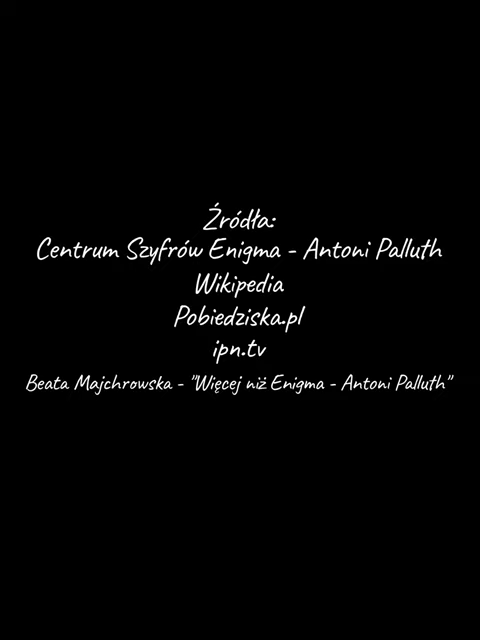 Źródła:
Centrum Szyfrów Enigma - Antoni Palluth
Wikipedia
Pobiedziska.pl
ipn.tv
Beata Majchrowska - "Więcej niż Enigma - Antoni Palluth"